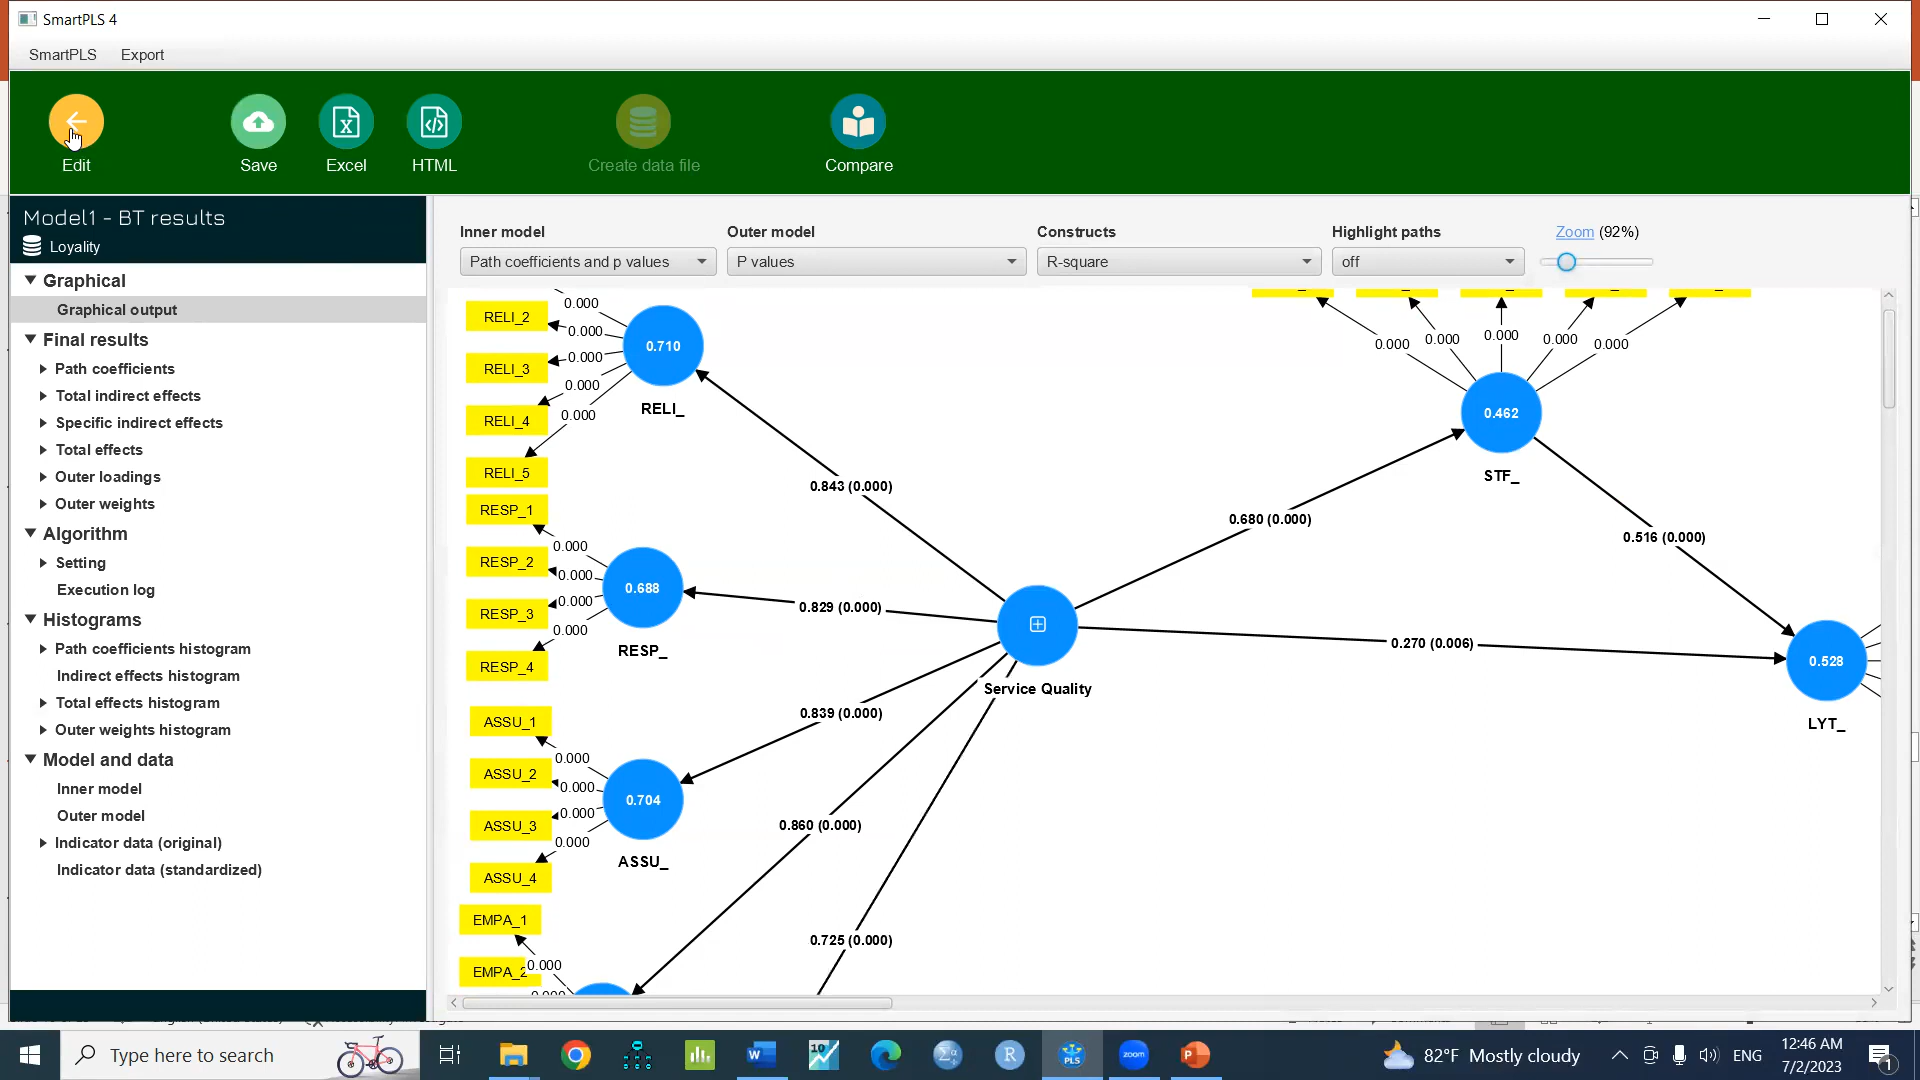 SmartPLS 4
SmartPLS Export
Edit
Save
Excel
HTML
Create data file
Compare
Model1 - BT results
Loyality
Graphical
Graphical output
Final results
Path coefficients
Total indirect effects
Specific indirect effects
Total effects
Outer loadings
Outer weights
Algorithm
Setting
Execution log
Histograms
Path coefficients histogram
Indirect effects histogram
Total effects histogram
Outer weights histogram
Model and data
Inner model
Outer model
Indicator data (original)
Indicator data (standardized)
Inner model
Path coefficients and p values
Outer model
P values
Constructs
R-square
Highlight paths
off
Zoom (92%)
RELI_2
RELI_3
RELI_4
RELI_5
0.000
0.000
0.000
0.000
0.000
0.710
RELI_
RESP_1
RESP_2
RESP_3
RESP_4
0.000
0.000
0.000
0.000
0.688
RESP_
ASSU_1
ASSU_2
ASSU_3
ASSU_4
0.000
0.000
0.000
0.000
0.704
ASSU_
EMPA_1
EMPA_2
0.000
0.000
0.843 (0.000)
0.829 (0.000)
0.839 (0.000)
0.860 (0.000)
0.725 (0.000)
Service Quality
0.680 (0.000)
0.270 (0.006)
0.000
0.000
0.000
0.000
0.000
0.462
STF_
0.516 (0.000)
0.528
LYT_
Type here to search
10
zoom
R
PLS
82°F Mostly cloudy
ENG
12:46 AM
7/2/2023
1